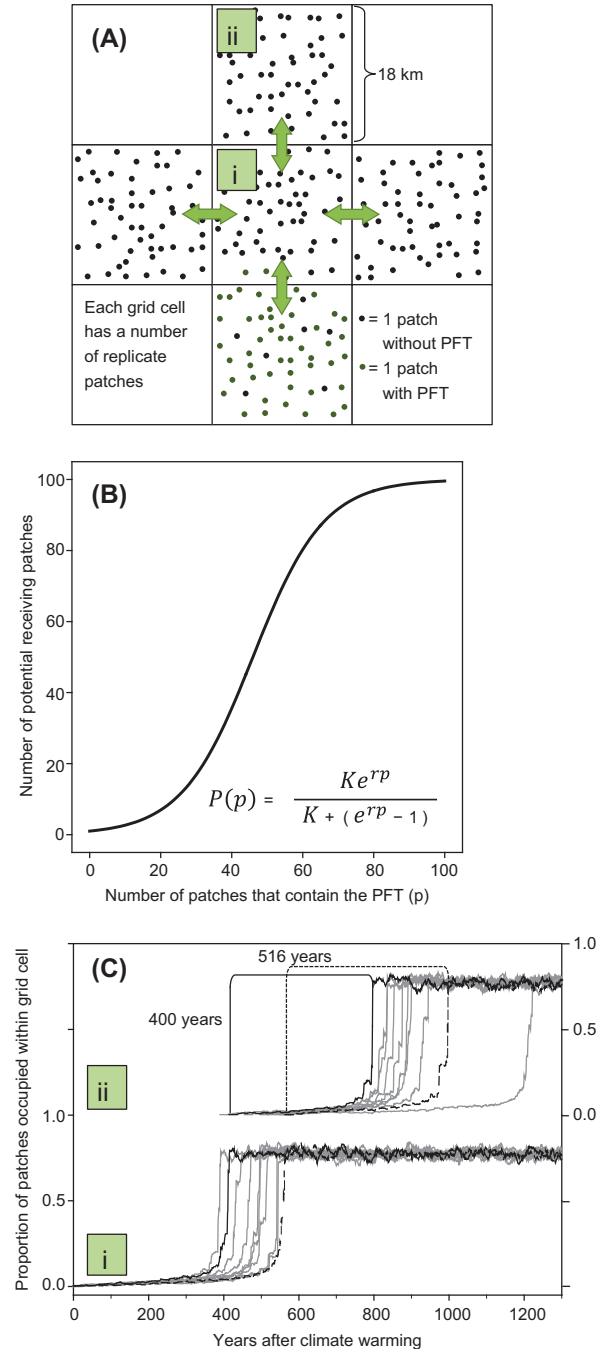 (A)
ii
18 km
i
Each grid cell
has a number
of replicate
patches
= 1 patch
without PFT
= 1 patch
with PFT
(B)
Number of potential receiving patches
100
80
60
40
20
0
P(p) = Ke^{rp} / K + (e^{rp} − 1)
0 20 40 60 80 100
Number of patches that contain the PFT (p)
(C)
Proportion of patches occupied within grid cell
516 years
400 years
1.0
0.5
0.0
ii
1.0
0.5
0.0
i
0 200 400 600 800 1000 1200
Years after climate warming